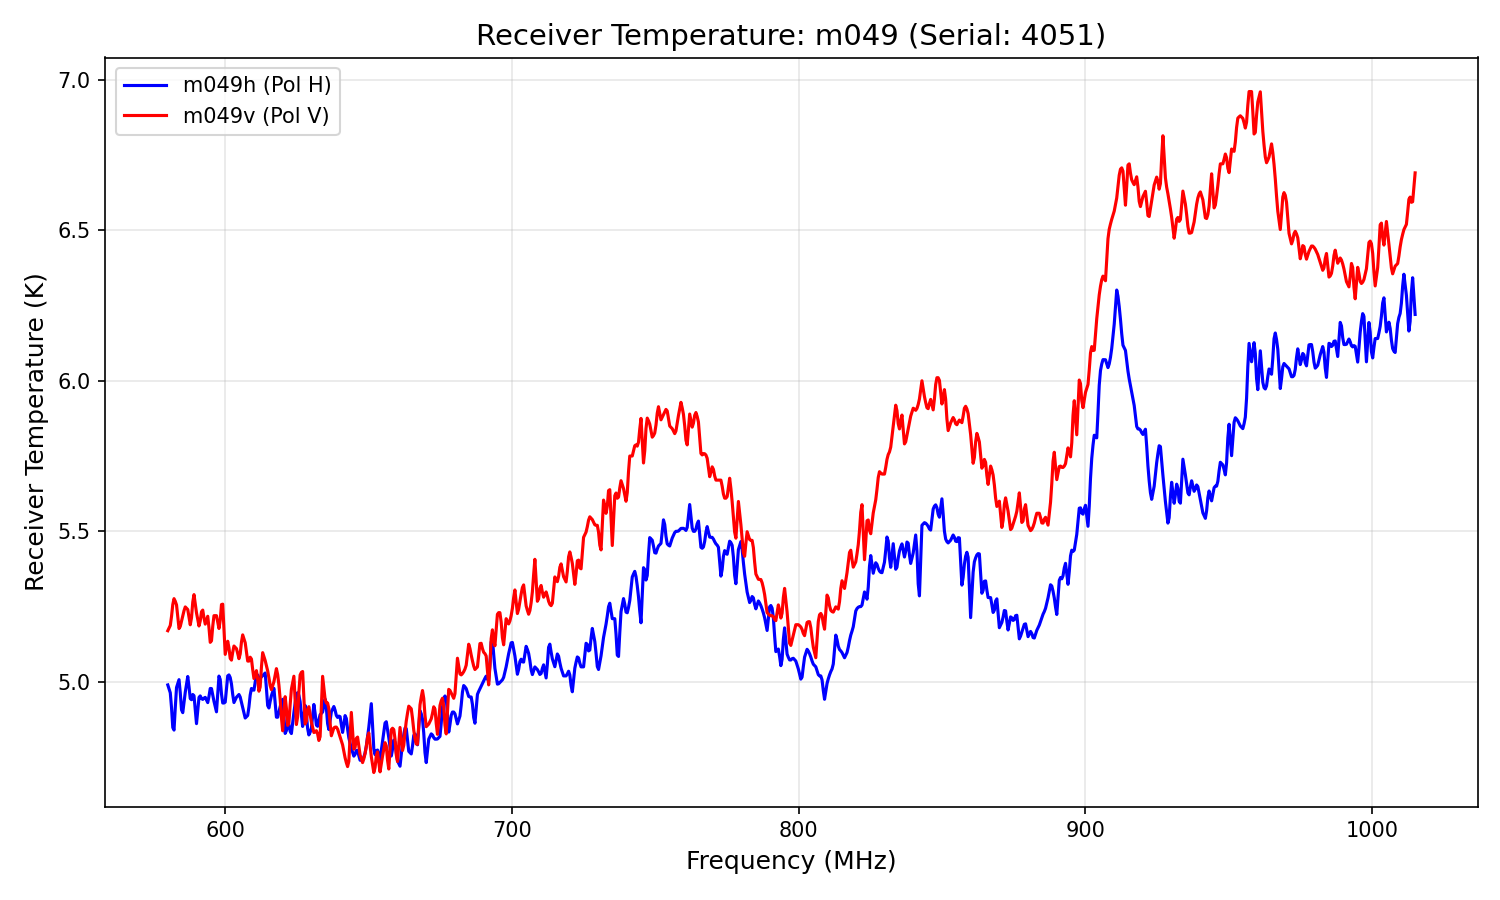 Receiver Temperature: m049 (Serial: 4051)
m049h (Pol H)
m049v (Pol V)
Receiver Temperature (K)
7.0
6.5
6.0
5.5
5.0
600 700 800 900 1000
Frequency (MHz)